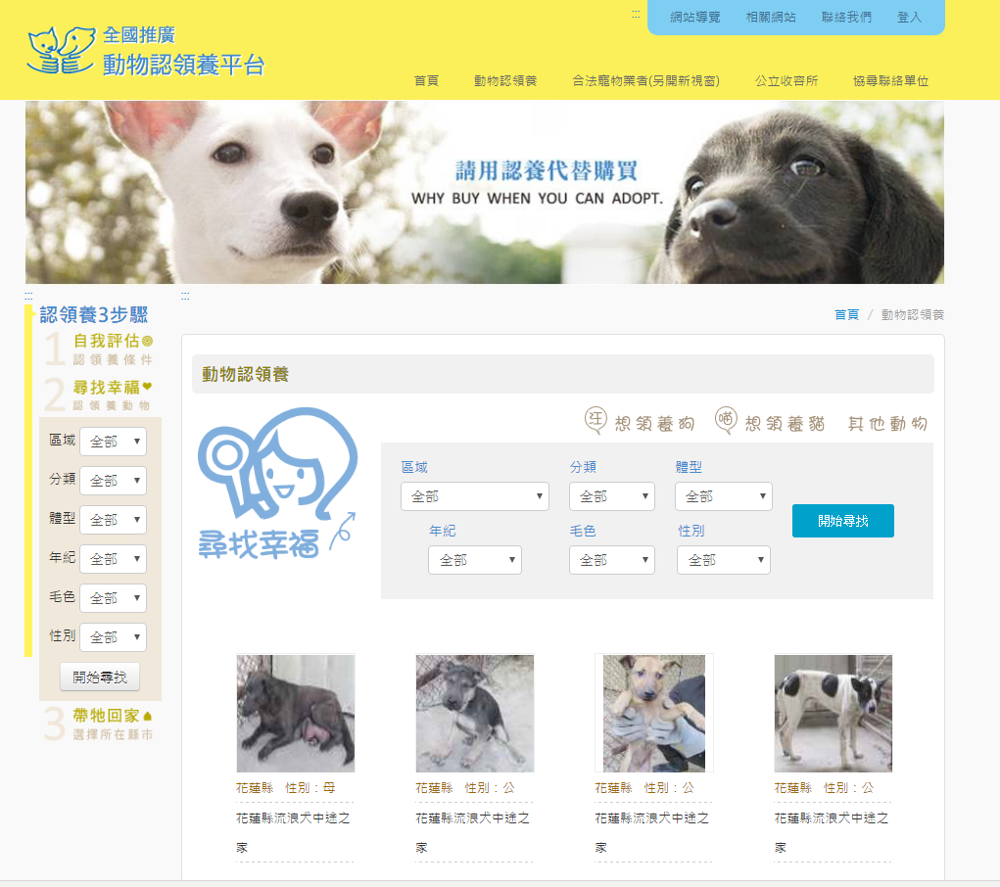 :::
網站導覽 相關網站 聯絡我們 登入
全國推廣
動物認領養平台
首頁 動物認領養 合法寵物業者(另開新視窗) 公立收容所 協尋聯絡單位
請用認養代替購買
WHY BUY WHEN YOU CAN ADOPT.
:::
認領養3步驟
1 自我評估
認領養條件
2 尋找幸福
認領養動物
區域 全部
分類 全部
體型 全部
年紀 全部
毛色 全部
性別 全部
開始尋找
3 帶牠回家
選擇所在縣市
:::
首頁 / 動物認領養
動物認領養
尋找幸福
汪 想領養狗 喵 想領養貓 其他動物
區域 分類 體型
全部 全部 全部
開始尋找
年紀 毛色 性別
全部 全部 全部
花蓮縣 性別：母
花蓮縣流浪犬中途之
家
花蓮縣 性別：公
花蓮縣流浪犬中途之
家
花蓮縣 性別：公
花蓮縣流浪犬中途之
家
花蓮縣 性別：公
花蓮縣流浪犬中途之
家